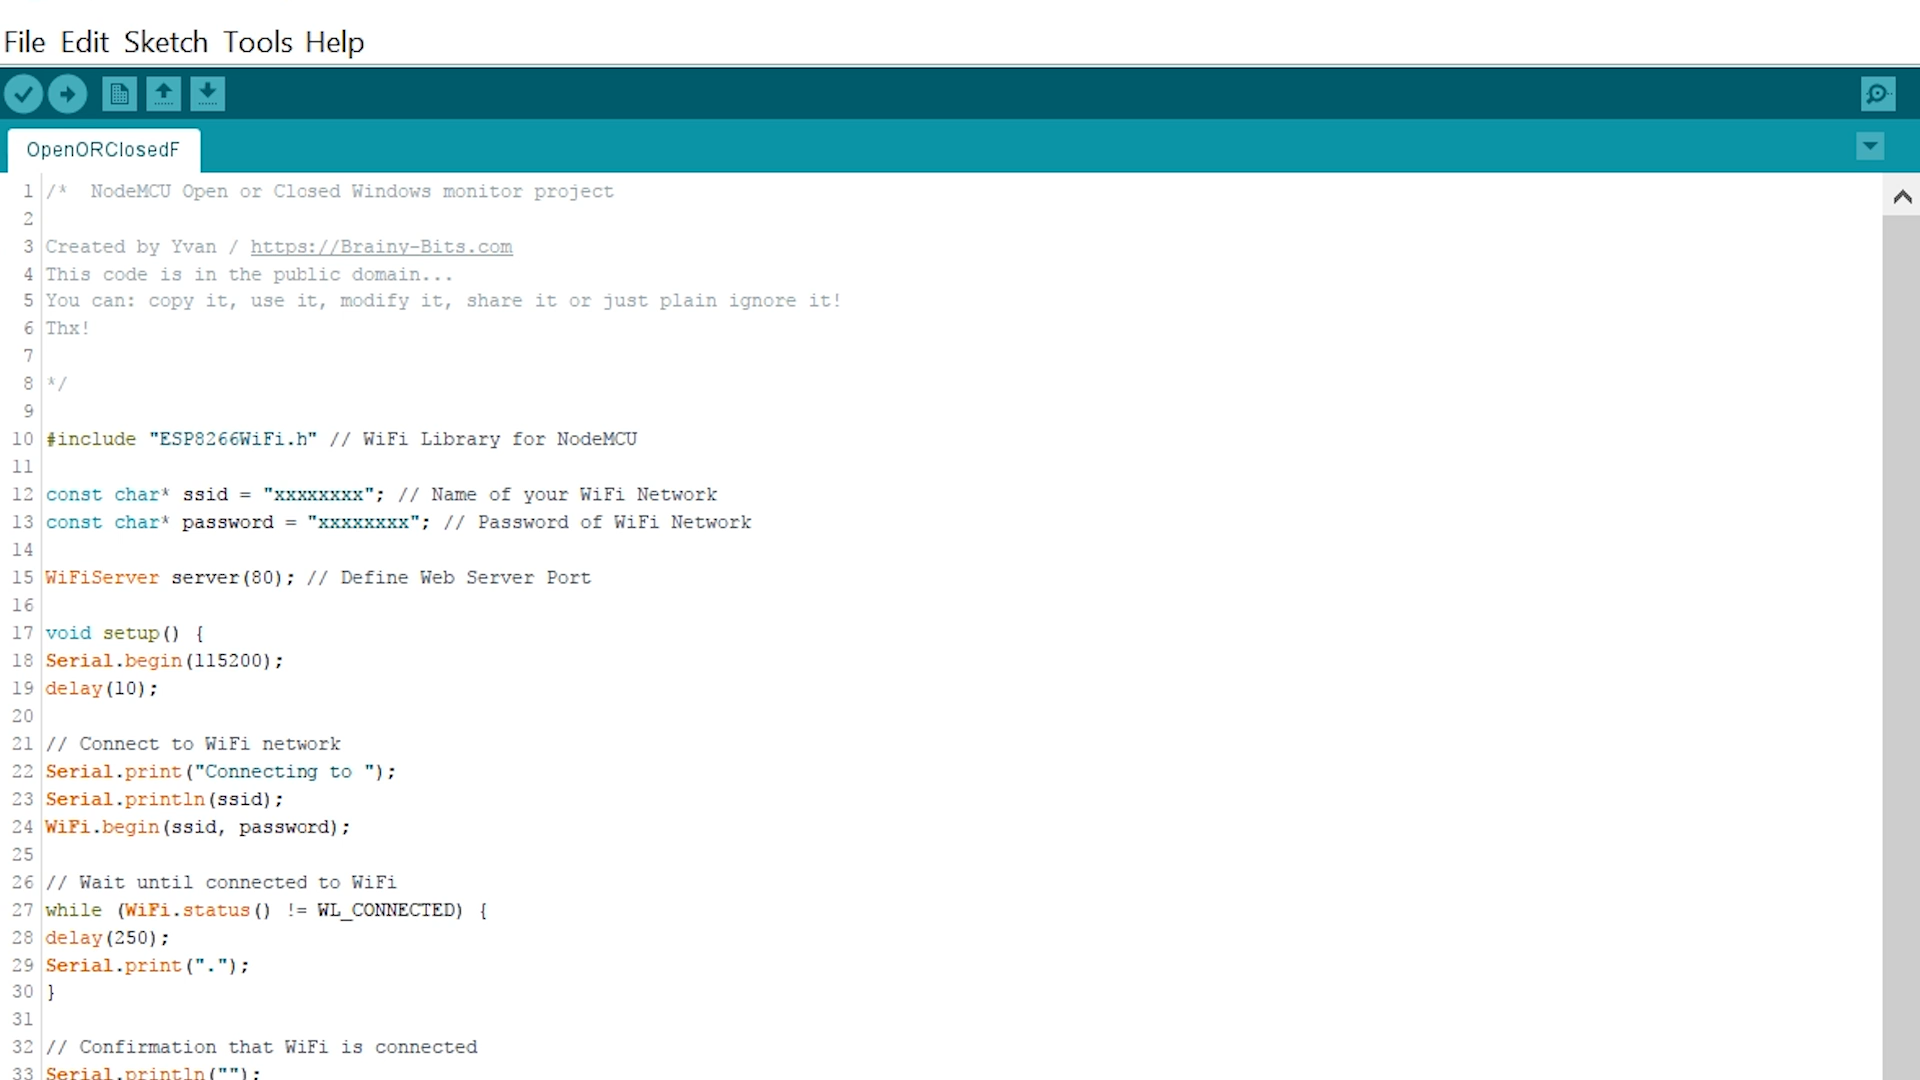 File Edit Sketch Tools Help
OpenORClosedF
1 /*  NodeMCU Open or Closed Windows monitor project
2
3 Created by Yvan / https://Brainy-Bits.com
4 This code is in the public domain...
5 You can: copy it, use it, modify it, share it or just plain ignore it!
6 Thx!
7
8 */
9
10 #include "ESP8266WiFi.h" // WiFi Library for NodeMCU
11
12 const char* ssid = "xxxxxxxx"; // Name of your WiFi Network
13 const char* password = "xxxxxxxx"; // Password of WiFi Network
14
15 WiFiServer server(80); // Define Web Server Port
16
17 void setup() {
18 Serial.begin(115200);
19 delay(10);
20
21 // Connect to WiFi network
22 Serial.print("Connecting to ");
23 Serial.println(ssid);
24 WiFi.begin(ssid, password);
25
26 // Wait until connected to WiFi
27 while (WiFi.status() != WL_CONNECTED) {
28 delay(250);
29 Serial.print(".");
30 }
31
32 // Confirmation that WiFi is connected
33 Serial.println("");